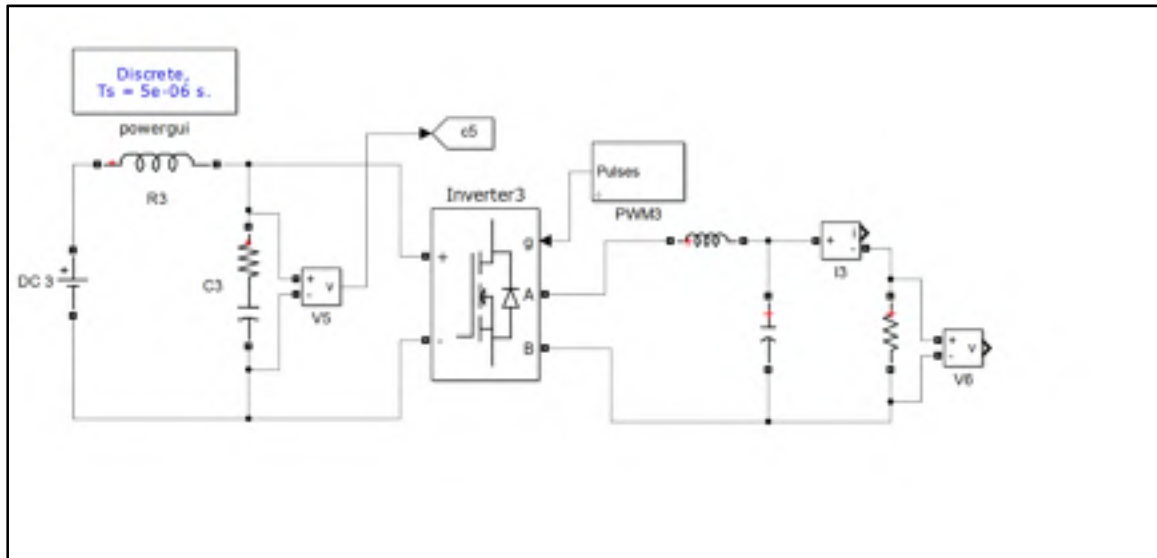 Discrete,
Ts = 5e-06 s.
powergui
c5
R3
Inverter3
Pulses
PWM3
DC 3
+
C3
+
-
v
V5
+
-
g
A
B
+
i
-
I3
+
-
v
V6